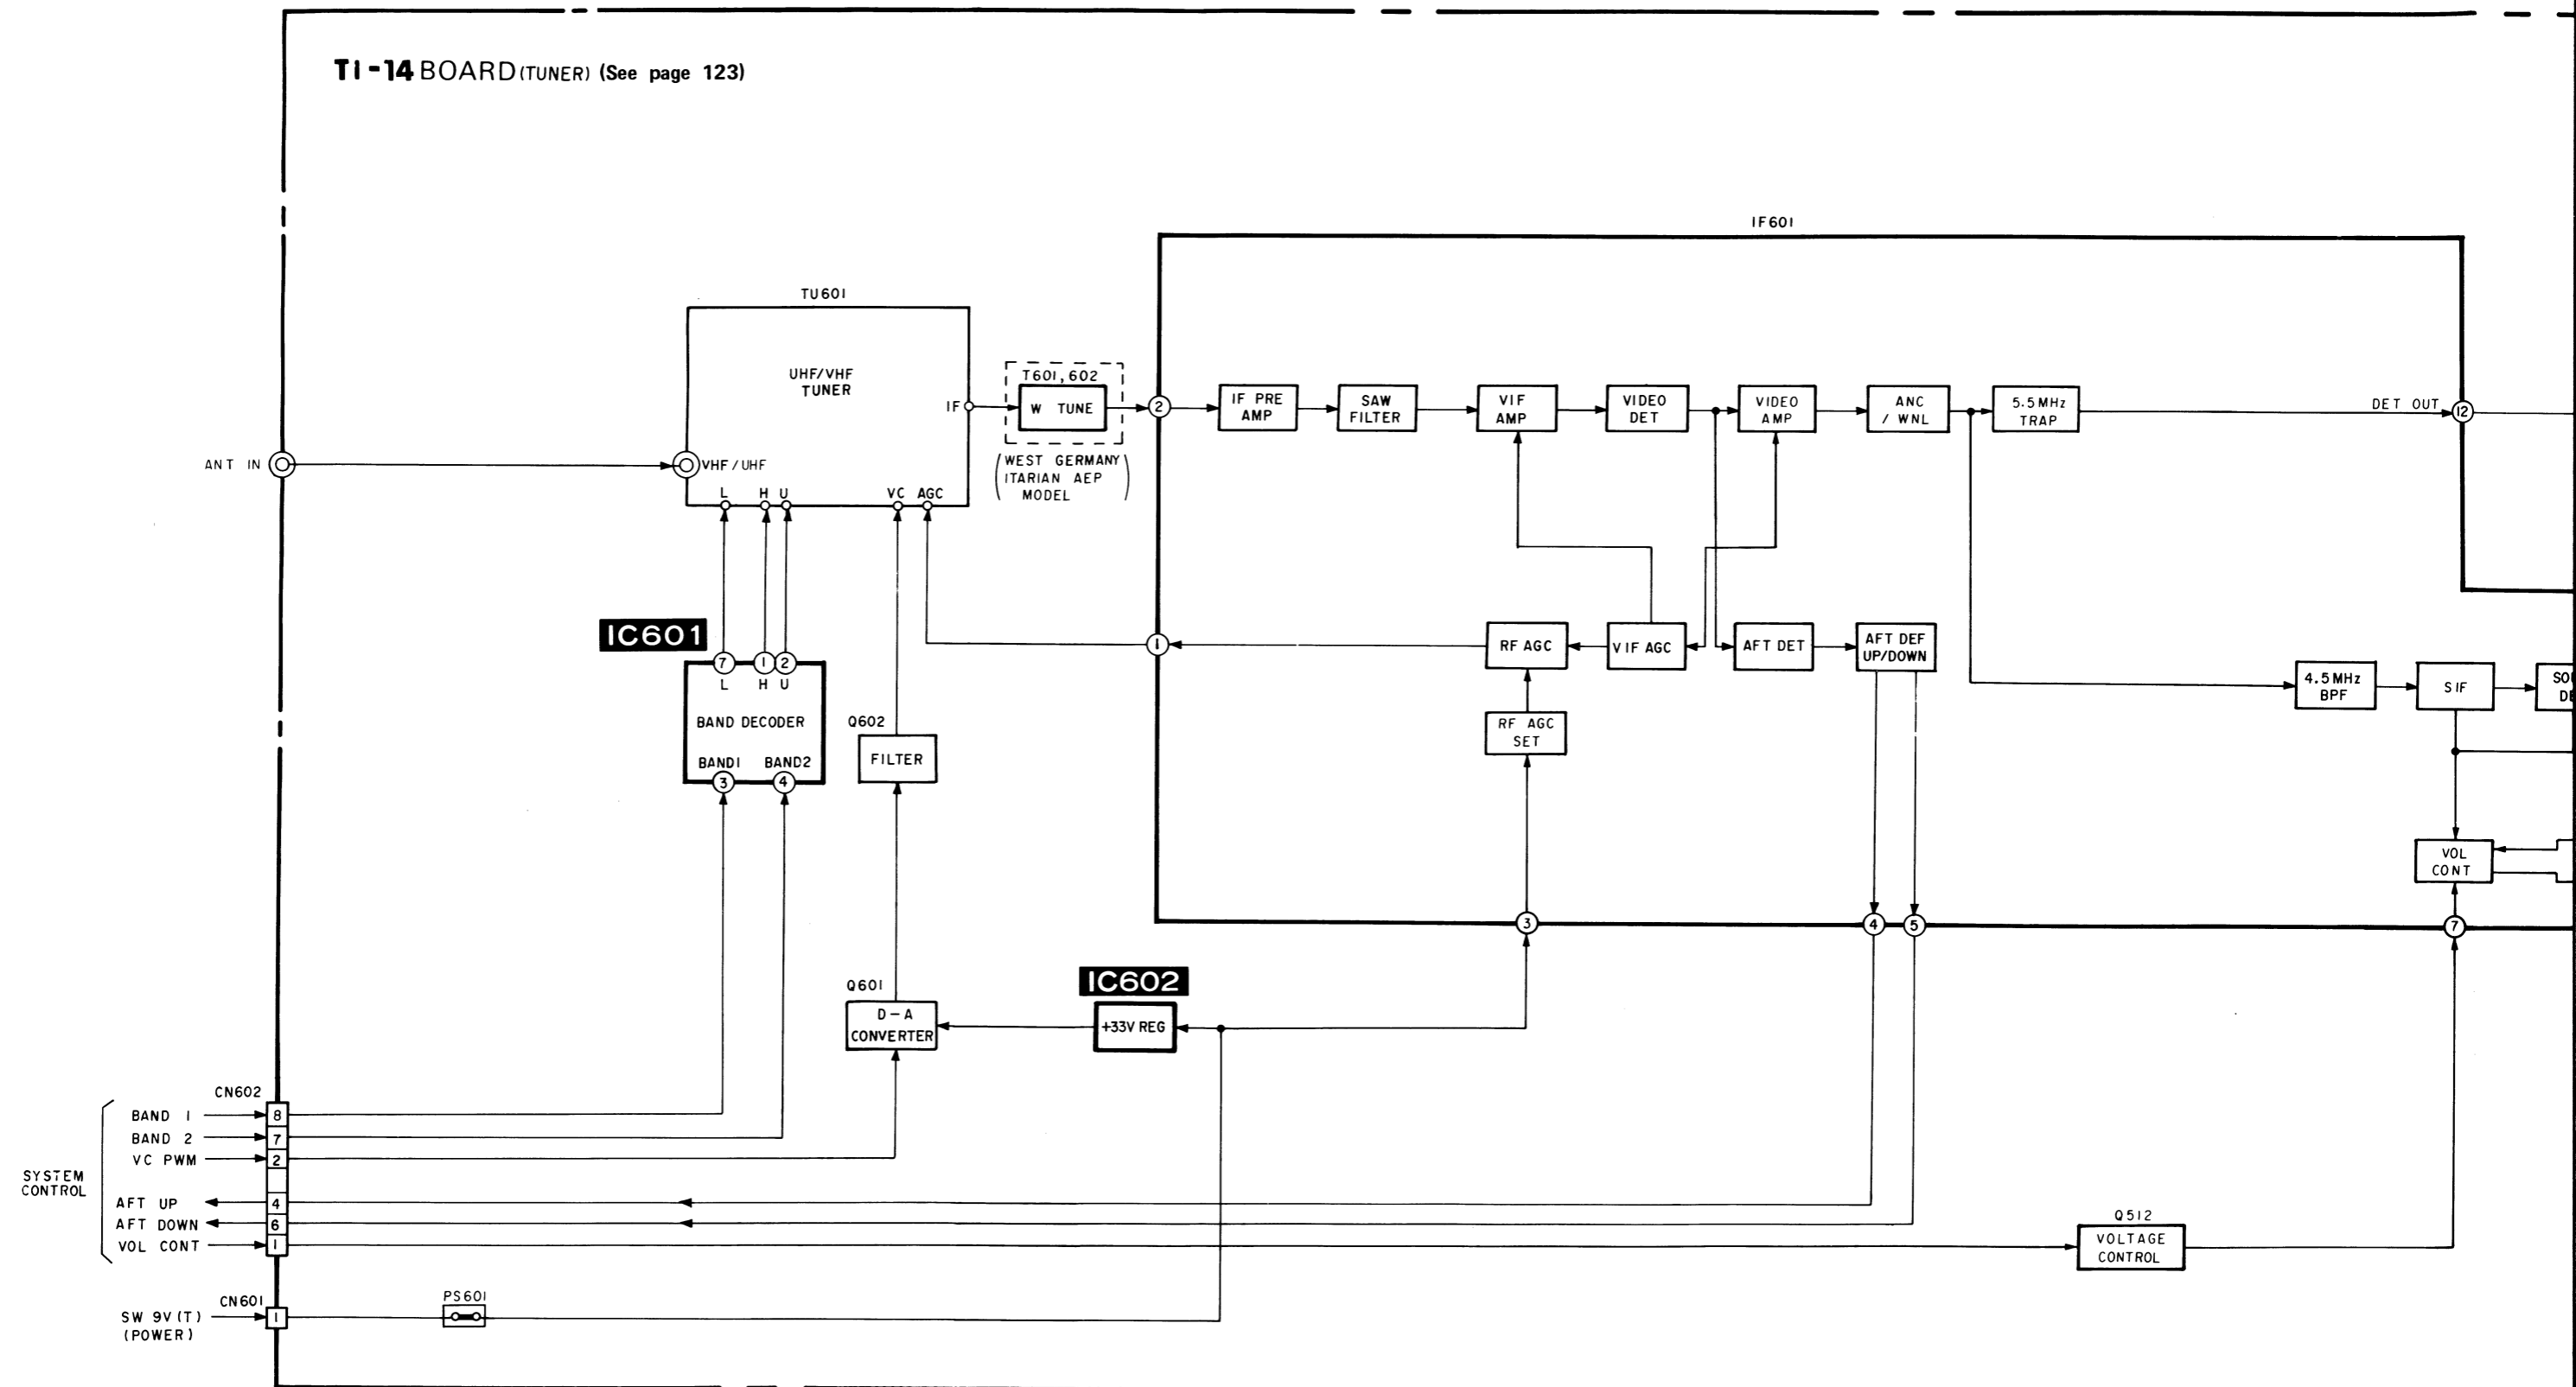 TI-14 BOARD (TUNER) (See page 123)
IF601
TU601
UHF/VHF
TUNER
IF
VHF/UHF
L H U VC AGC
ANT IN
T601,602
W TUNE
(WEST GERMANY
ITARIAN AEP
MODEL)
2
IF PRE
AMP
SAW
FILTER
VIF
AMP
VIDEO
DET
VIDEO
AMP
ANC
/ WNL
5.5MHz
TRAP
DET OUT
12
IC601
7 1 2
L H U
BAND DECODER
BAND1 BAND2
3 4
Q602
FILTER
1
RF AGC
VIF AGC
AFT DET
AFT DEF
UP/DOWN
RF AGC
SET
4.5MHz
BPF
SIF
VOL
CONT
3
4
5
7
Q601
D-A
CONVERTER
IC602
+33V REG
CN602
SYSTEM
CONTROL
BAND 1 8
BAND 2 7
VC PWM 2
AFT UP 4
AFT DOWN 6
VOL CONT 1
Q512
VOLTAGE
CONTROL
CN601
SW 9V(T) 1
(POWER)
PS601